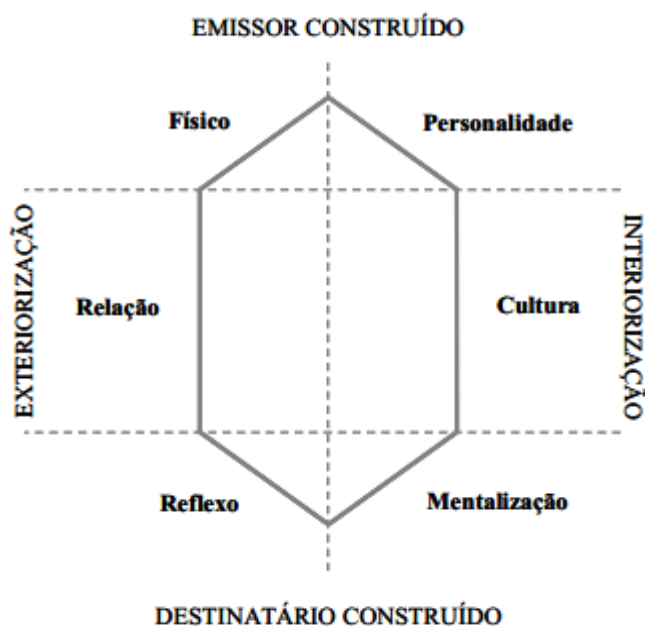 EMISSOR CONSTRUÍDO
Físico
Personalidade
EXTERIORIZAÇÃO
INTERIORIZAÇÃO
Relação
Cultura
Reflexo
Mentalização
DESTINATÁRIO CONSTRUÍDO